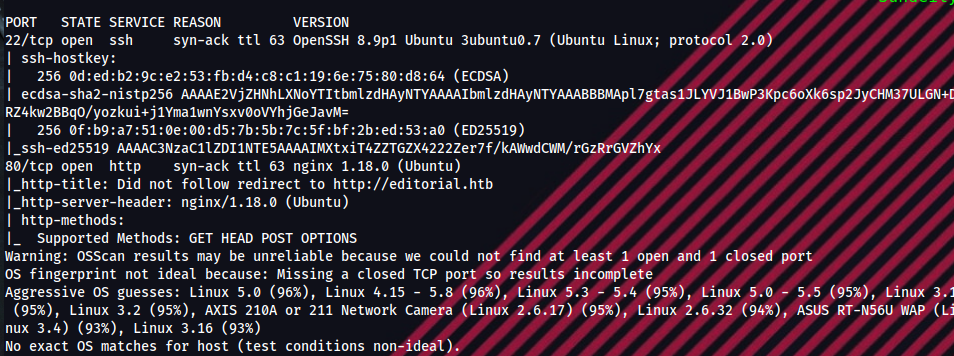 PORT STATE SERVICE REASON VERSION
22/tcp open ssh syn-ack ttl 63 OpenSSH 8.9p1 Ubuntu 3ubuntu0.7 (Ubuntu Linux; protocol 2.0)
| ssh-hostkey:
| 256 0d:ed:b2:9c:e2:53:fb:d4:c8:c1:19:6e:75:80:d8:64 (ECDSA)
| ecdsa-sha2-nistp256 AAAAE2VjZHNhLXNoYTItbmlzdHAyNTYAAAAIbmlzdHAyNTYAAABBBMApl7gtas1JLYVJ1BwP3Kpc6oXk6sp2JyCHM37ULGN+D
RZ4kw2BBqO/yozkui+j1Yma1wnYsxv0oVYhjGeJavM=
| 256 0f:b9:a7:51:0e:00:d5:7b:5b:7c:5f:bf:2b:ed:53:a0 (ED25519)
|_ssh-ed25519 AAAAC3NzaC1lZDI1NTE5AAAAIMXtxiT4ZZTGZX4222Zer7f/kAWwdCWM/rGzRrGVZhYx
80/tcp open http syn-ack ttl 63 nginx 1.18.0 (Ubuntu)
|_http-title: Did not follow redirect to http://editorial.htb
|_http-server-header: nginx/1.18.0 (Ubuntu)
| http-methods:
|_ Supported Methods: GET HEAD POST OPTIONS
Warning: OSScan results may be unreliable because we could not find at least 1 open and 1 closed port
OS fingerprint not ideal because: Missing a closed TCP port so results incomplete
Aggressive OS guesses: Linux 5.0 (96%), Linux 4.15 - 5.8 (96%), Linux 5.3 - 5.4 (95%), Linux 5.0 - 5.5 (95%), Linux 3.1
(95%), Linux 3.2 (95%), AXIS 210A or 211 Network Camera (Linux 2.6.17) (95%), Linux 2.6.32 (94%), ASUS RT-N56U WAP (Li
nux 3.4) (93%), Linux 3.16 (93%)
No exact OS matches for host (test conditions non-ideal).